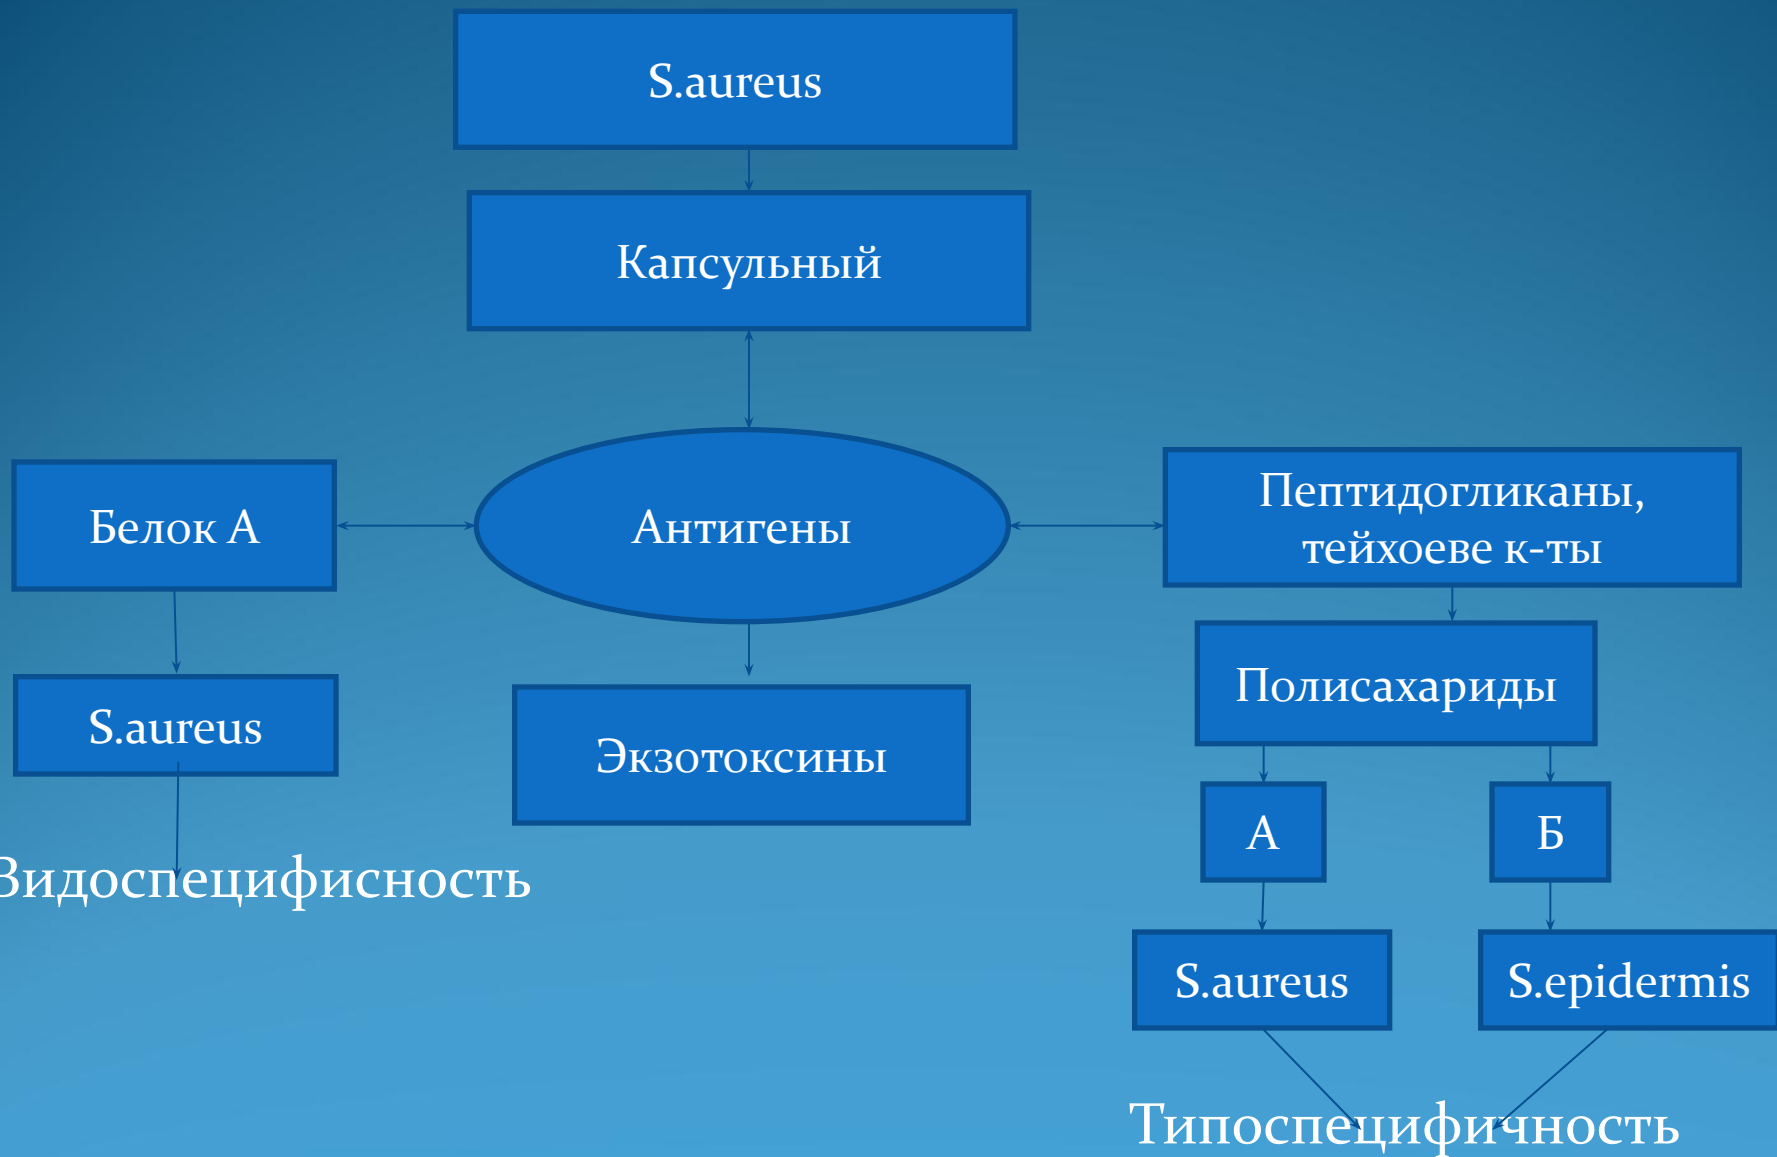 S.aureus
Капсульный
Белок А
Антигены
Пептидогликаны,
тейхоеве к-ты
S.aureus
Экзотоксины
Полисахариды
А
Б
Видоспецифисность
S.aureus
S.epidermis
Типоспецифичность